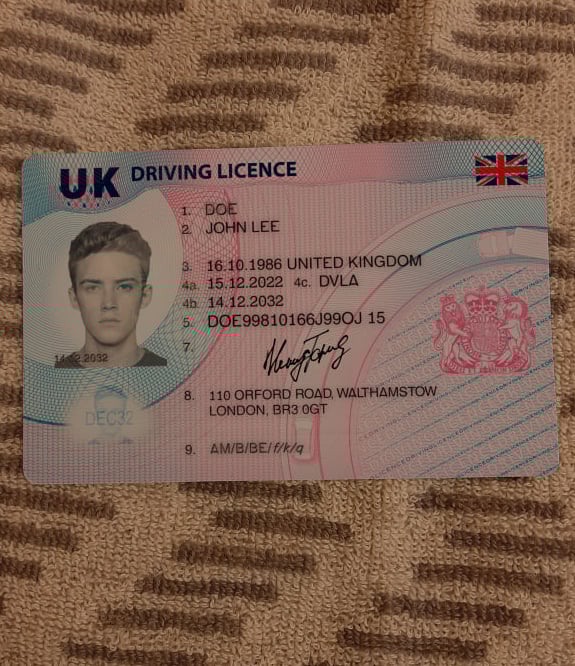 UK DRIVING LICENCE
1. DOE
2. JOHN LEE
3. 16.10.1986 UNITED KINGDOM
4a. 15.12.2022 4c. DVLA
4b. 14.12.2032
5. DOE99810166J99OJ 15
7.
14.12.2032
DEC32
8. 110 ORFORD ROAD, WALTHAMSTOW
LONDON, BR3 0GT
9. AM/B/BE/f/k/q